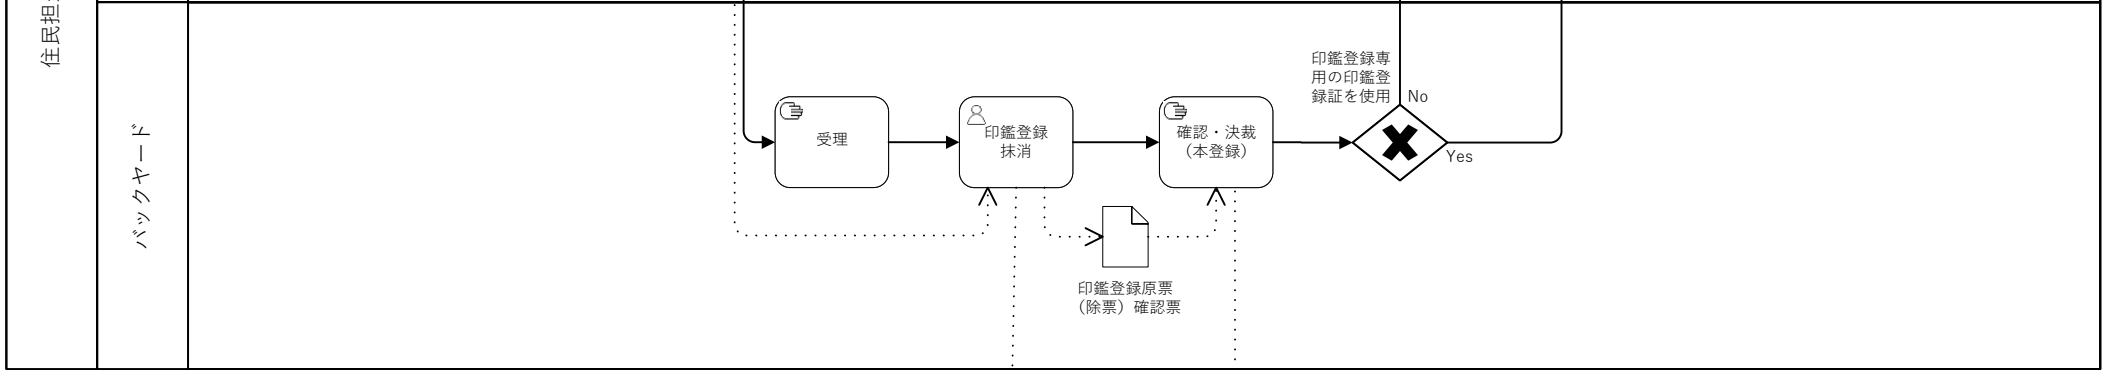 住民担
バックヤード
受理
印鑑登録
抹消
確認・決裁
（本登録）
印鑑登録専
用の印鑑登
録証を使用
No
Yes
印鑑登録原票
（除票）確認票